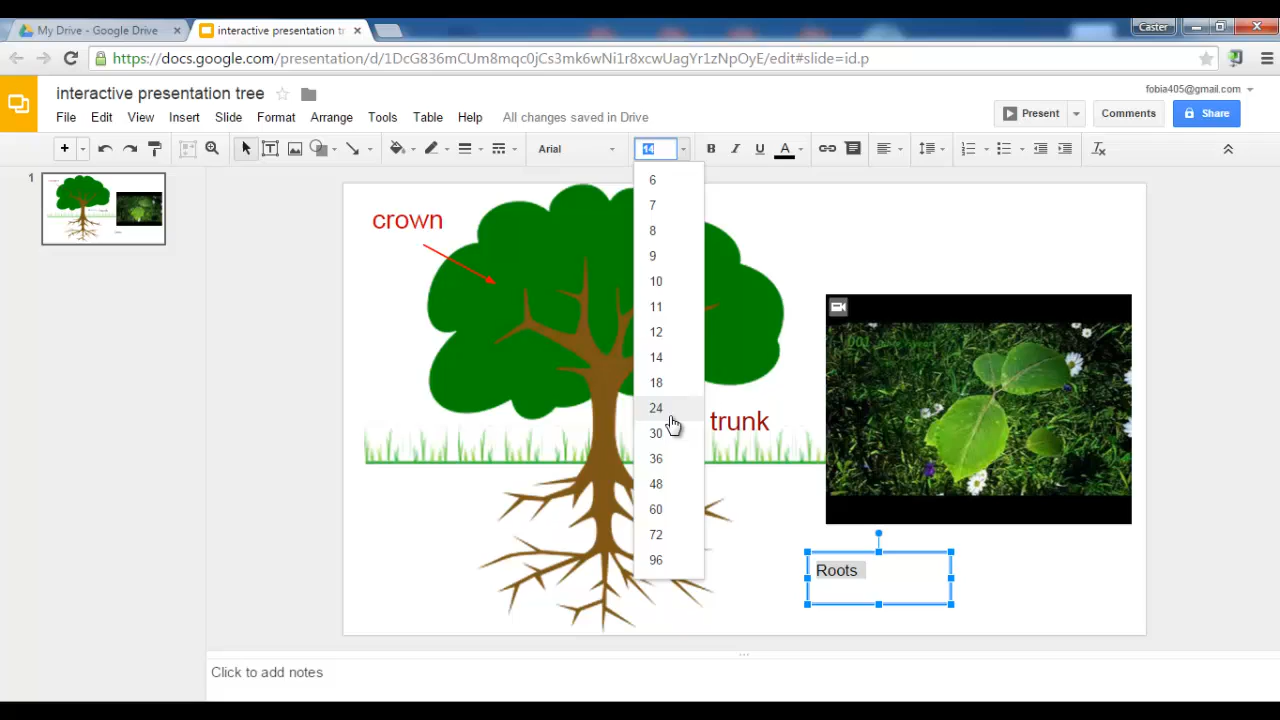 My Drive - Google Drive
interactive presentation tr
Caster
https://docs.google.com/presentation/d/1DcG836mCUm8mqc0jCs3mk6wNi1r8xcwUagYr1zNpOyE/edit#slide=id.p
interactive presentation tree
fobia405@gmail.com
File Edit View Insert Slide Format Arrange Tools Table Help All changes saved in Drive
Present Comments Share
Arial 14 B I U A
1
6
7
8
9
10
11
12
14
18
24
30
36
48
60
72
96
crown
trunk
Roots
Click to add notes